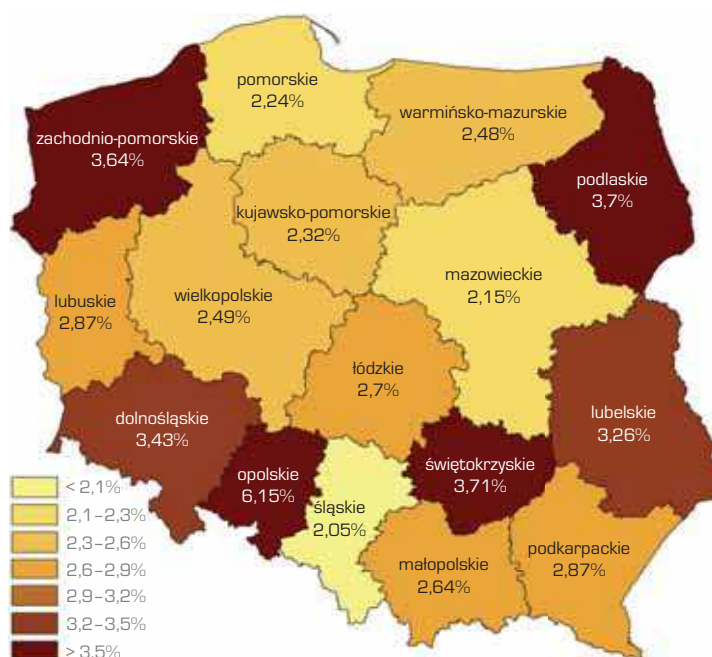 pomorskie
2,24%
warmińsko-mazurskie
2,48%
zachodnio-pomorskie
3,64%
podlaskie
3,7%
kujawsko-pomorskie
2,32%
mazowieckie
2,15%
lubuskie
2,87%
wielkopolskie
2,49%
łódzkie
2,7%
dolnośląskie
3,43%
lubelskie
3,26%
opolskie
6,15%
śląskie
2,05%
świętokrzyskie
3,71%
małopolskie
2,64%
podkarpackie
2,87%
< 2,1%
2,1–2,3%
2,3–2,6%
2,6–2,9%
2,9–3,2%
3,2–3,5%
> 3,5%